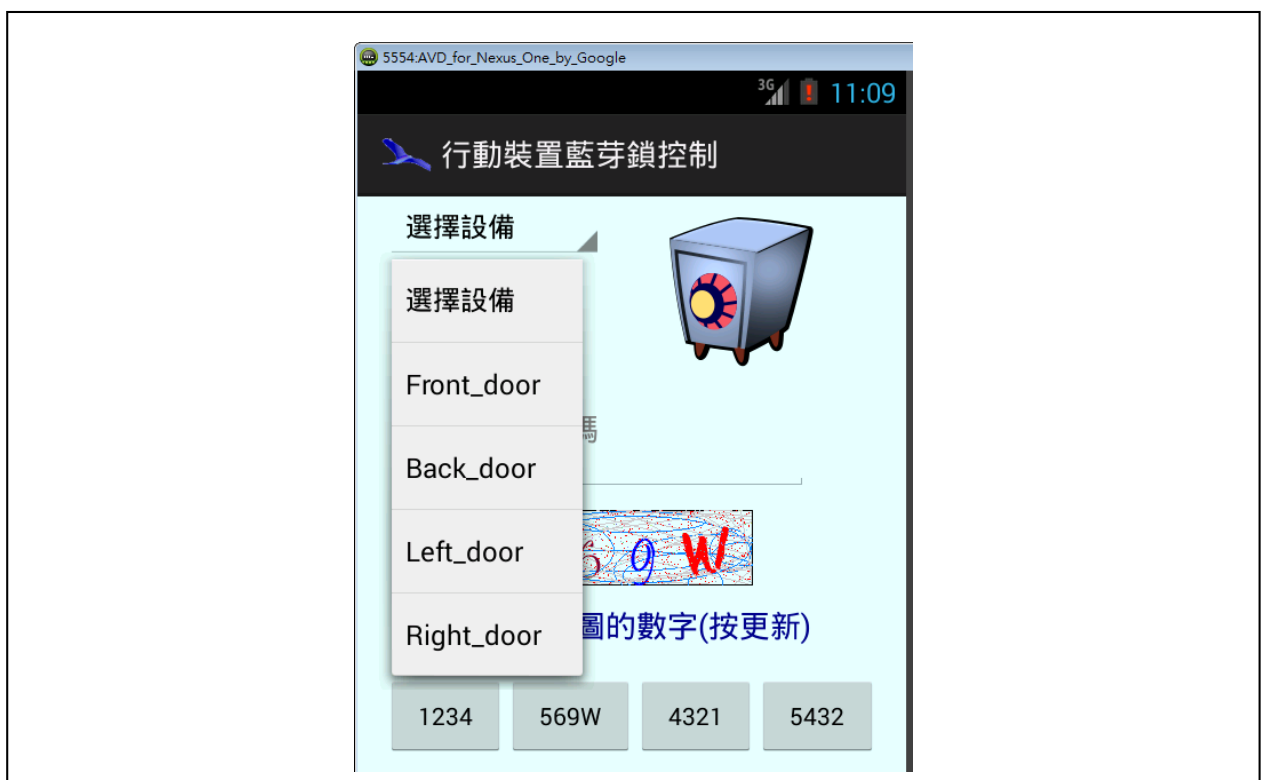 5554:AVD_for_Nexus_One_by_Google
3G 11:09
行動裝置藍芽鎖控制
選擇設備
選擇設備
Front_door
碼
Back_door
Left_door
6 9 W
圖的數字(按更新)
Right_door
1234 569W 4321 5432